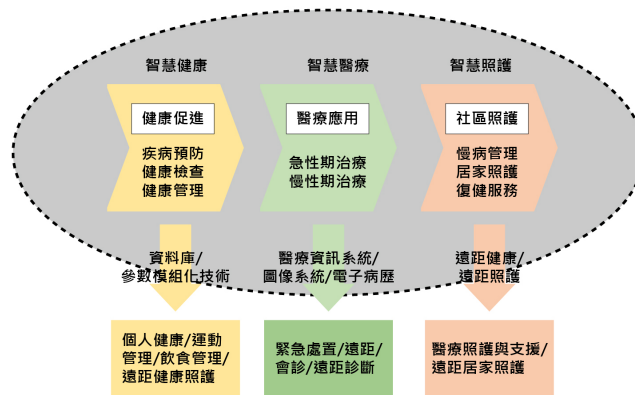 智慧健康
智慧醫療
智慧照護
健康促進
疾病預防
健康檢查
健康管理
醫療應用
急性期治療
慢性期治療
社區照護
慢病管理
居家照護
復健服務
資料庫/
參數模組化技術
醫療資訊系統/
圖像系統/電子病歷
遠距健康/
遠距照護
個人健康/運動
管理/飲食管理/
遠距健康照護
緊急處置/遠距/
會診/遠距診斷
醫療照護與支援/
遠距居家照護